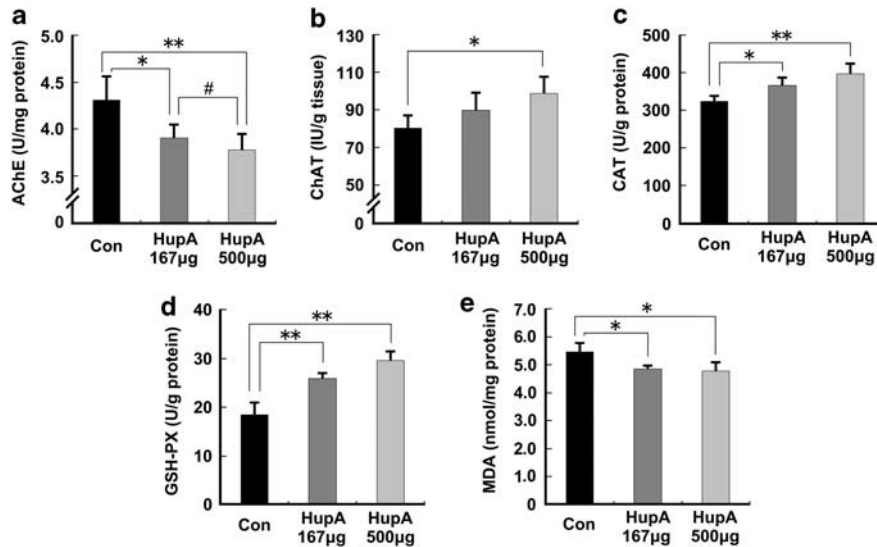 a
AChE (U/mg protein)
5.0
4.5
4.0
3.5
0
**
*
#
Con
HupA
167µg
HupA
500µg
b
ChAT (IU/g tissue)
130
110
90
70
50
0
*
Con
HupA
167µg
HupA
500µg
c
CAT (U/g protein)
500
400
300
200
100
0
**
*
Con
HupA
167µg
HupA
500µg
d
GSH-PX (U/g protein)
40
30
20
10
0
**
**
Con
HupA
167µg
HupA
500µg
e
MDA (nmol/mg protein)
7.0
6.0
5.0
4.0
3.0
2.0
1.0
0
*
*
Con
HupA
167µg
HupA
500µg